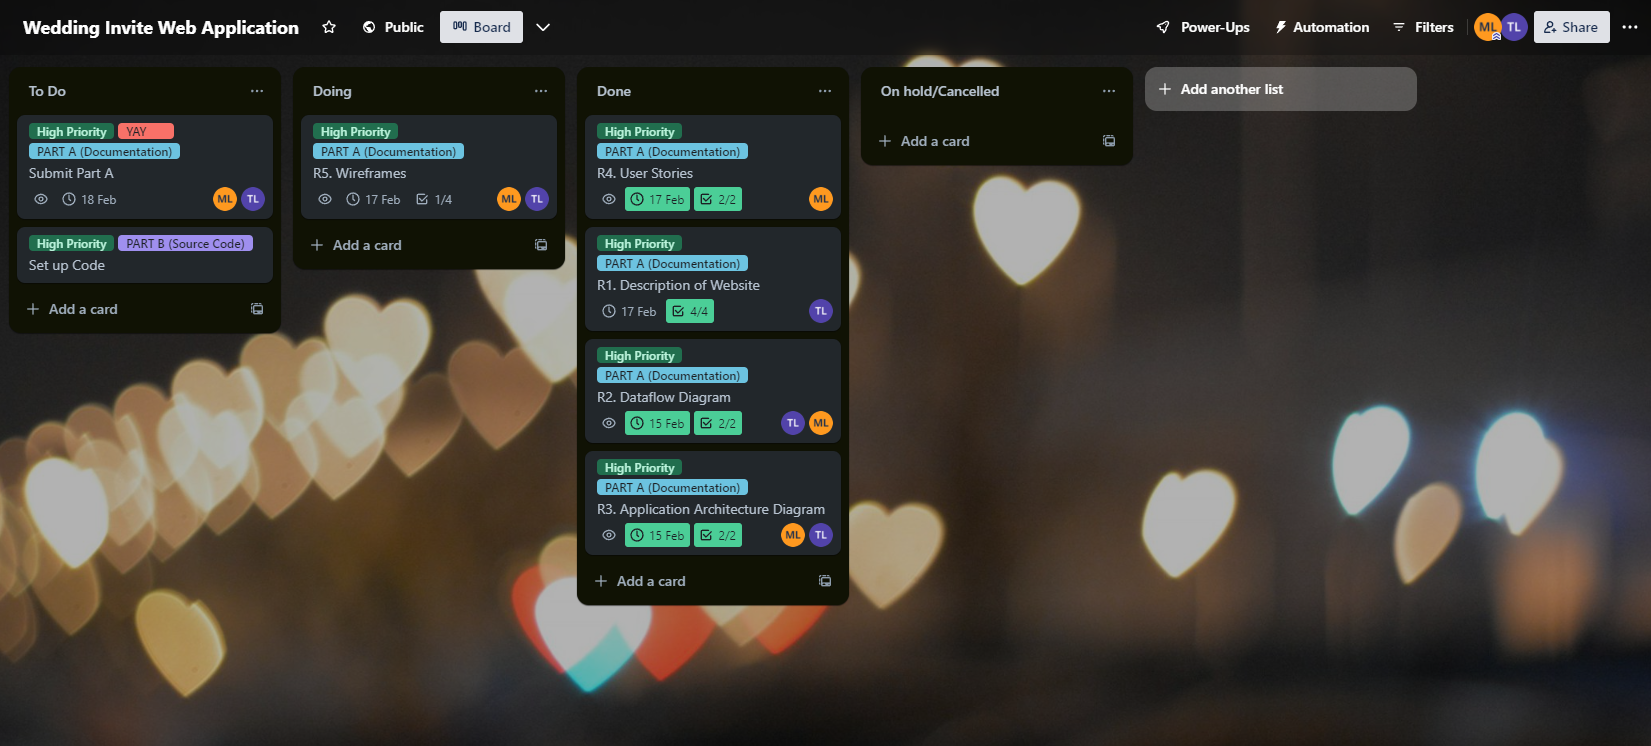 Wedding Invite Web Application
Public
Board
Power-Ups
Automation
Filters
ML
TL
Share
To Do
High Priority YAY
PART A (Documentation)
Submit Part A
18 Feb ML TL
High Priority PART B (Source Code)
Set up Code
+ Add a card
Doing
High Priority
PART A (Documentation)
R5. Wireframes
17 Feb 1/4 ML TL
+ Add a card
Done
High Priority
PART A (Documentation)
R4. User Stories
17 Feb 2/2 ML
High Priority
PART A (Documentation)
R1. Description of Website
17 Feb 4/4 TL
High Priority
PART A (Documentation)
R2. Dataflow Diagram
15 Feb 2/2 TL ML
High Priority
PART A (Documentation)
R3. Application Architecture Diagram
15 Feb 2/2 ML TL
+ Add a card
On hold/Cancelled
+ Add a card
+ Add another list